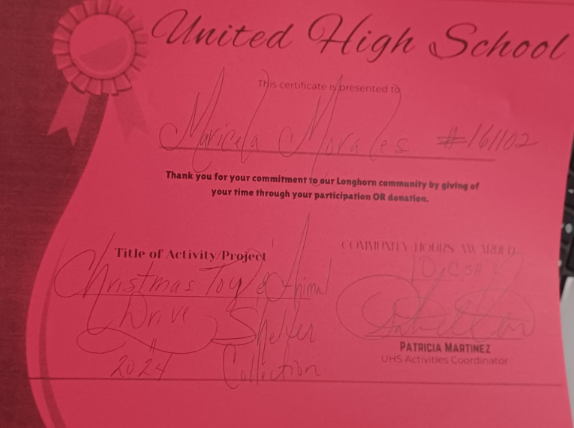 United High School
This certificate is presented to
Maricela Morales #161102
Thank you for your commitment to our Longhorn community by giving of
your time through your participation OR donation.
Title of Activity/Project
COMMUNITY HOURS AWARDED
Christmas Toy & Animal
Drive Shelter
2024 Collection
PATRICIA MARTINEZ
UHS Activities Coordinator